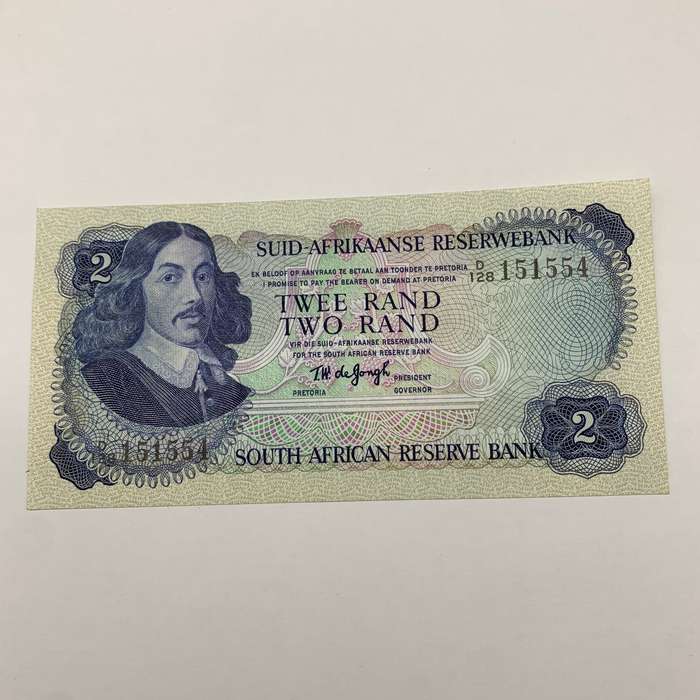 2
SUID-AFRIKAANSE RESERWEBANK
EK BELOOF OP AANVRAAG TE BETAAL AAN TOONDER TE PRETORIA
I PROMISE TO PAY THE BEARER ON DEMAND AT PRETORIA
D/128 151554
TWEE RAND
TWO RAND
VIR DIE SUID-AFRIKAANSE RESERWEBANK
FOR THE SOUTH AFRICAN RESERVE BANK
T.W. de Jongh
PRESIDENT
PRETORIA GOVERNOR
151554
2
SOUTH AFRICAN RESERVE BANK